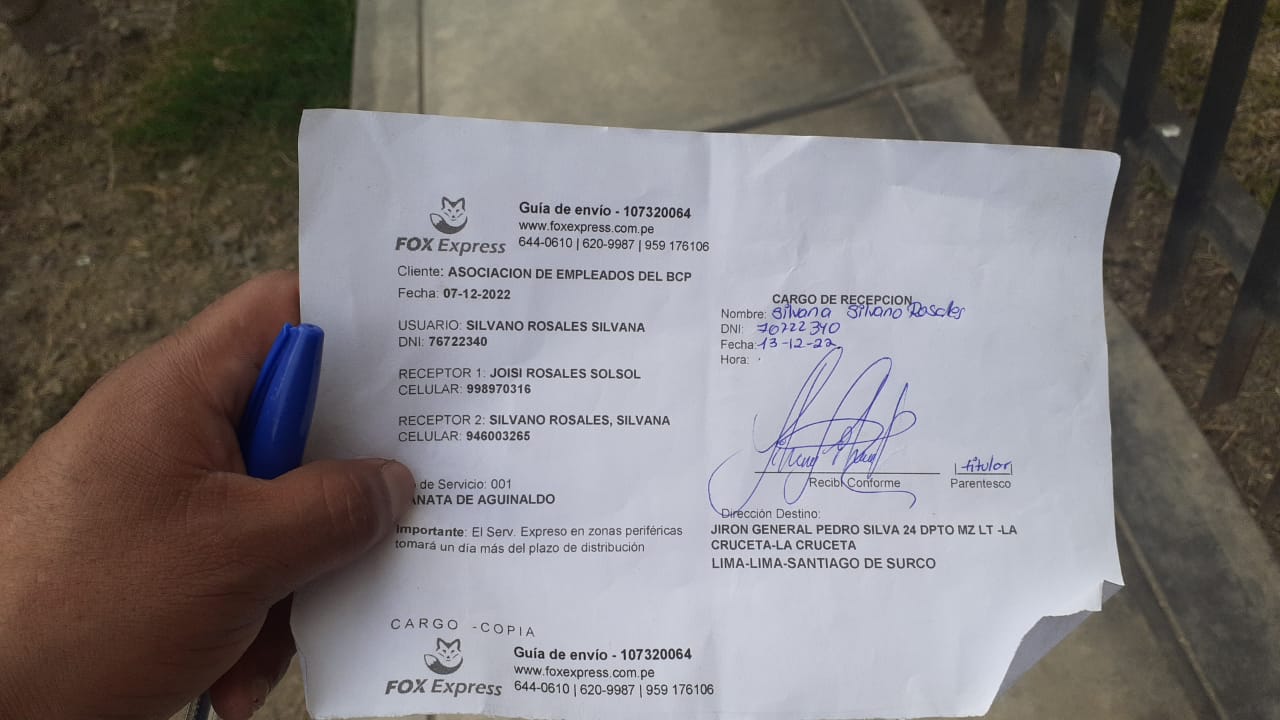 FOX Express
Guía de envío - 107320064
www.foxexpress.com.pe
644-0610 | 620-9987 | 959 176106
Cliente: ASOCIACION DE EMPLEADOS DEL BCP
Fecha: 07-12-2022
USUARIO: SILVANO ROSALES SILVANA
DNI: 76722340
RECEPTOR 1: JOISI ROSALES SOLSOL
CELULAR: 998970316
RECEPTOR 2: SILVANO ROSALES, SILVANA
CELULAR: 946003265
de Servicio: 001
DE AGUINALDO
Importante: El Serv. Expreso en zonas periféricas
tomará un día más del plazo de distribución
CARGO DE RECEPCION
Nombre: Silvana Silvano Rosales
DNI: 70722340
Fecha: 13-12-22
Hora:
titular
Recibi Conforme Parentesco
Dirección Destino:
JIRON GENERAL PEDRO SILVA 24 DPTO MZ LT -LA
CRUCETA-LA CRUCETA
LIMA-LIMA-SANTIAGO DE SURCO
CARGO -COPIA
FOX Express
Guía de envío - 107320064
www.foxexpress.com.pe
644-0610 | 620-9987 | 959 176106